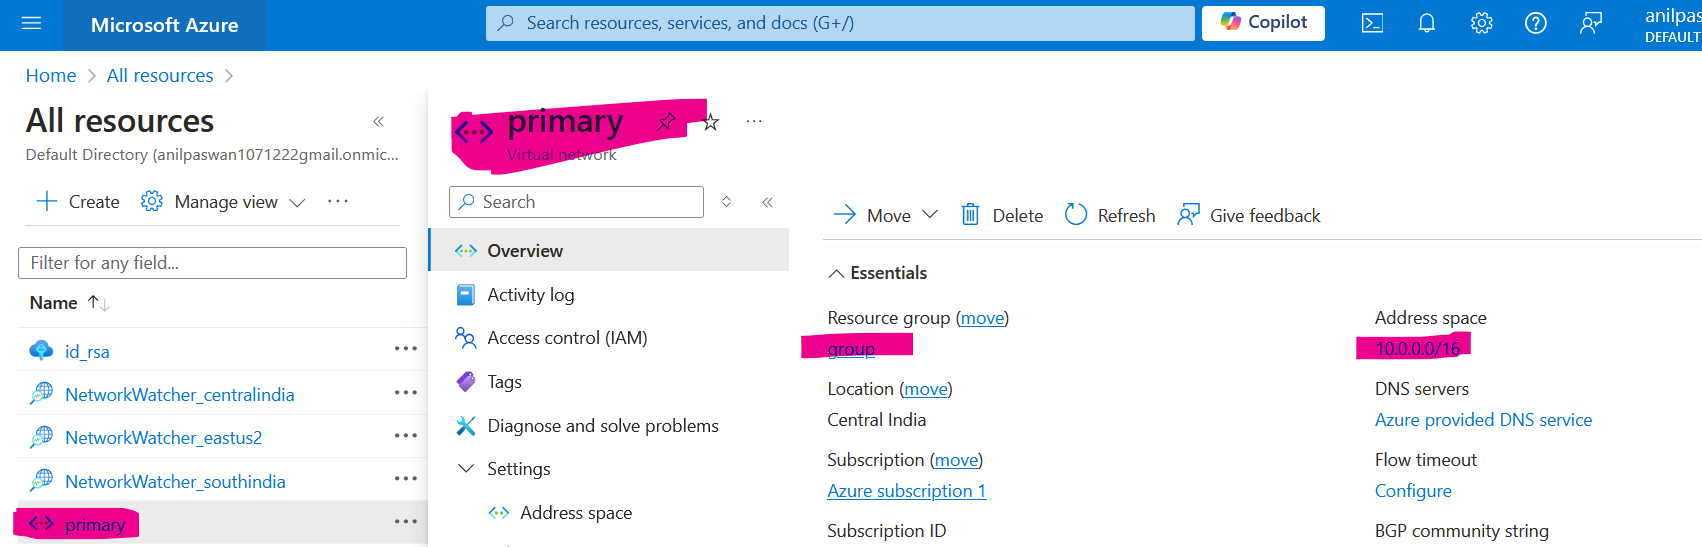 Microsoft Azure
Search resources, services, and docs (G+/)
Copilot
anilpas
DEFAULT
Home > All resources >
All resources
Default Directory (anilpaswan1071222gmail.onmic...
Create
Manage view
...
Filter for any field...
Name
id_rsa
NetworkWatcher_centralindia
NetworkWatcher_eastus2
NetworkWatcher_southindia
primary
primary
Virtual network
Search
Overview
Activity log
Access control (IAM)
Tags
Diagnose and solve problems
Settings
Address space
Move
Delete
Refresh
Give feedback
Essentials
Resource group (move)
group
Location (move)
Central India
Subscription (move)
Azure subscription 1
Subscription ID
Address space
10.0.0.0/16
DNS servers
Azure provided DNS service
Flow timeout
Configure
BGP community string